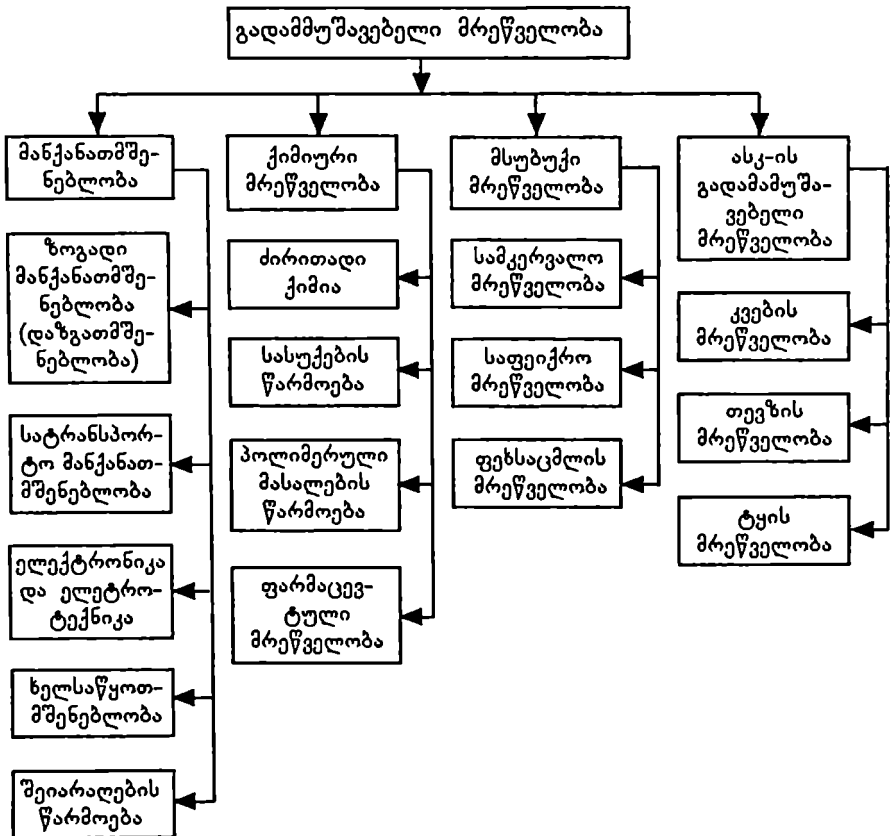 გადამმუშავებელი მრეწველობა
მანქანათმშე-
ნებლობა
ზოგადი
მანქანათმშე-
ნებლობა
(დაზგათმშე-
ნებლობა)
სატრანსპორ-
ტო მანქანათ-
მშენებლობა
ელექტრონიკა
და ელეტრო-
ტექნიკა
ხელსაწყოთ-
მშენებლობა
შეიარაღების
წარმოება
ქიმიური
მრეწველობა
ძირითადი
ქიმია
სასუქების
წარმოება
პოლიმერული
მასალების
წარმოება
ფარმაცევ-
ტული
მრეწველობა
მსუბუქი
მრეწველობა
სამკერვალო
მრეწველობა
საფეიქრო
მრეწველობა
ფეხსაცმლის
მრეწველობა
ასკ-ის
გადამამუშა-
ვებელი
მრეწველობა
კვების
მრეწველობა
თევზის
მრეწველობა
ტყის
მრეწველობა